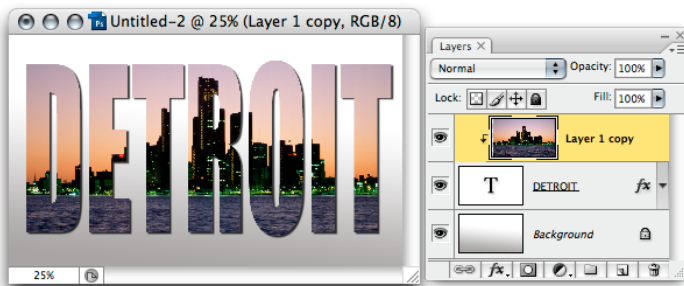 Untitled-2 @ 25% (Layer 1 copy, RGB/8)
DETROIT
25%
Layers
Normal
Opacity: 100%
Lock:
Fill: 100%
Layer 1 copy
T
DETROIT
fx
Background
fx.